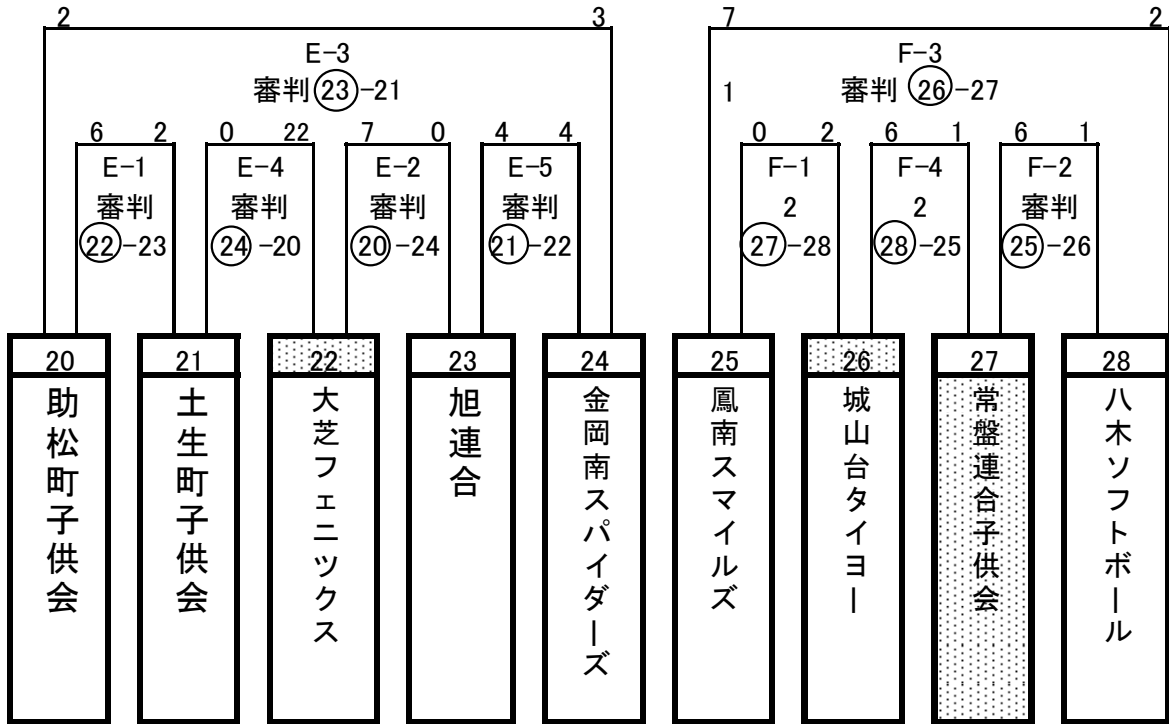 2 3 7 2
E-3 F-3
審判㉓-21 1 審判 ㉖-27
6 2 0 22 7 0 4 4 0 2 6 1 6 1
E-1 E-4 E-2 E-5 F-1 F-4 F-2
審判 審判 審判 審判 2 2 審判
㉒-23 ㉔-20 ⑳-24 ㉑-22 ㉗-28 ㉘-25 ㉕-26
20 21 22 23 24 25 26 27 28
助松町子供会
土生町子供会
大芝フェニツクス
旭連合
金岡南スパイダーズ
鳳南スマイルズ
城山台タイヨー
常盤連合子供会
八木ソフトボール